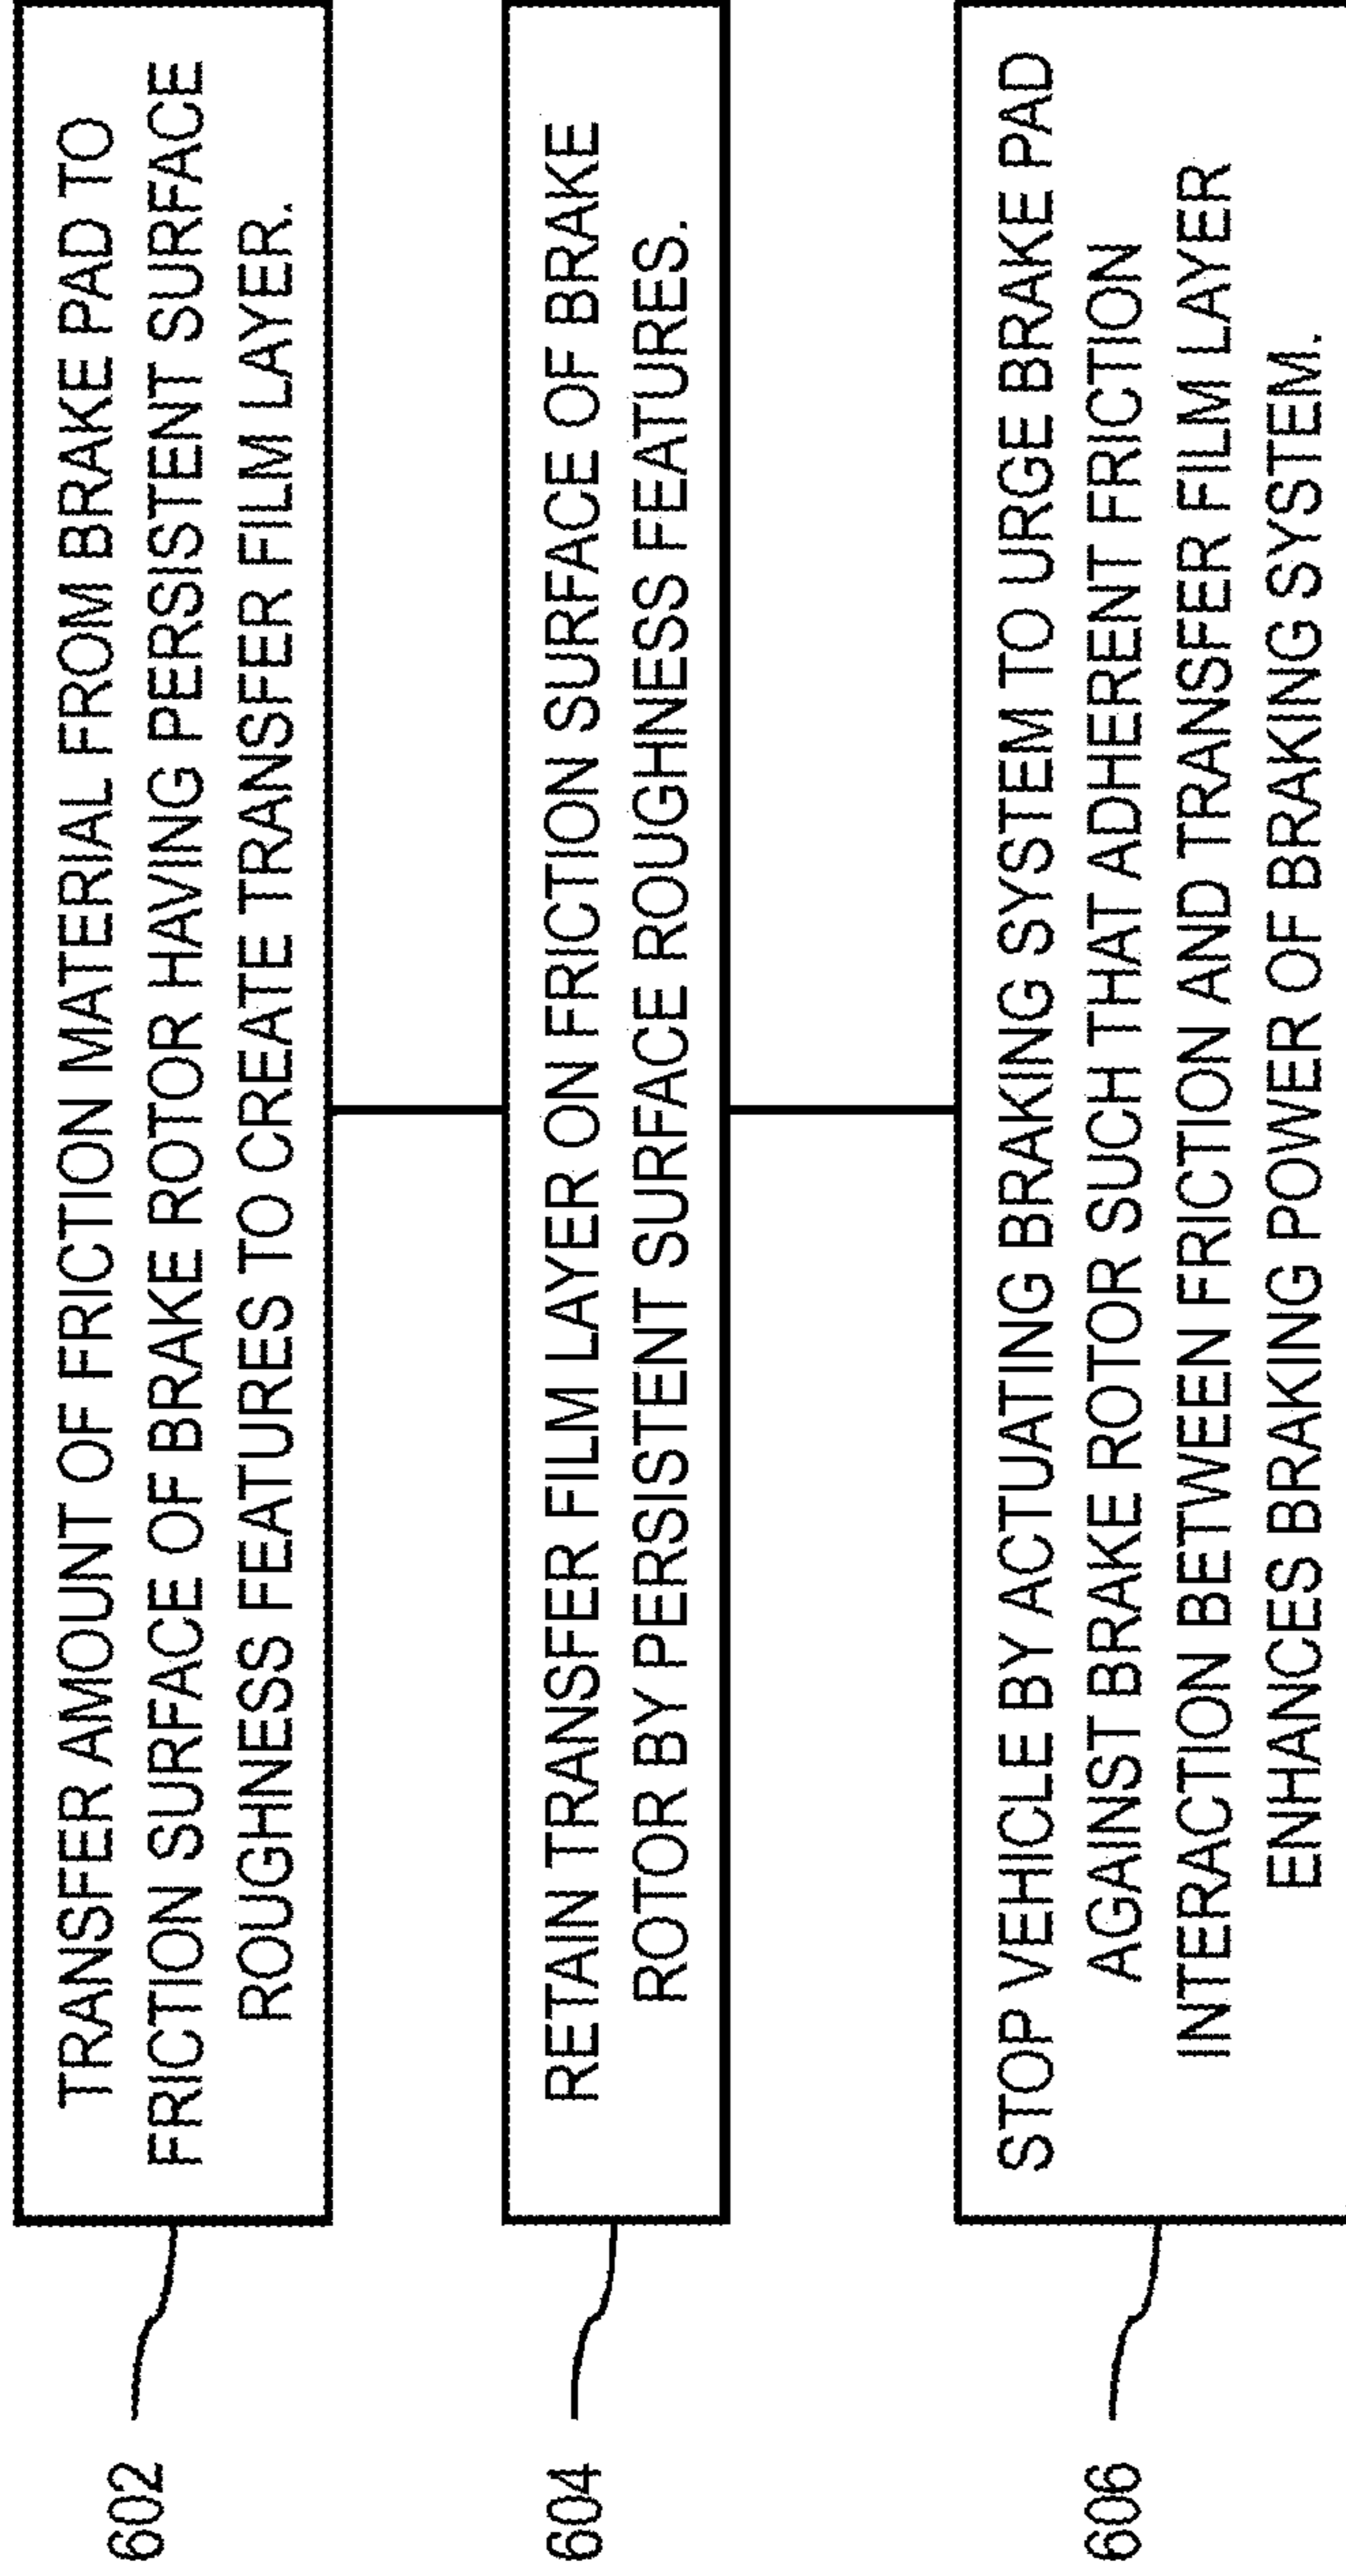 602
TRANSFER AMOUNT OF FRICTION MATERIAL FROM BRAKE PAD TO
FRICTION SURFACE OF BRAKE ROTOR HAVING PERSISTENT SURFACE
ROUGHNESS FEATURES TO CREATE TRANSFER FILM LAYER.
604
RETAIN TRANSFER FILM LAYER ON FRICTION SURFACE OF BRAKE
ROTOR BY PERSISTENT SURFACE ROUGHNESS FEATURES.
606
STOP VEHICLE BY ACTUATING BRAKING SYSTEM TO URGE BRAKE PAD
AGAINST BRAKE ROTOR SUCH THAT ADHERENT FRICTION
INTERACTION BETWEEN FRICTION AND TRANSFER FILM LAYER
ENHANCES BRAKING POWER OF BRAKING SYSTEM.